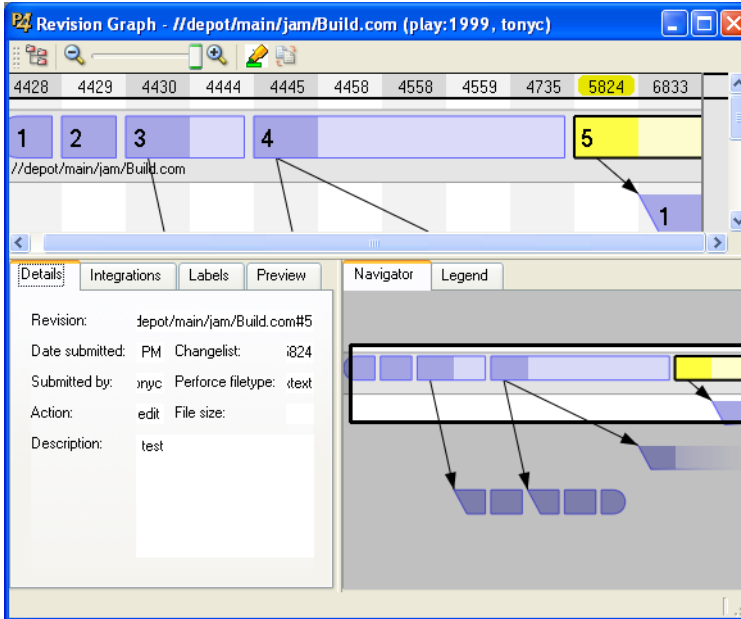 P4 Revision Graph - //depot/main/jam/Build.com (play:1999, tonyc)
4428 4429 4430 4444 4445 4458 4558 4559 4735 5824 6833
1 2 3 4 5
//depot/main/jam/Build.com
1
Details Integrations Labels Preview
Navigator Legend
Revision: depot/main/jam/Build.com#5
Date submitted: PM Changelist: 5824
Submitted by: onyc Perforce filetype: xtext
Action: edit File size:
Description: test